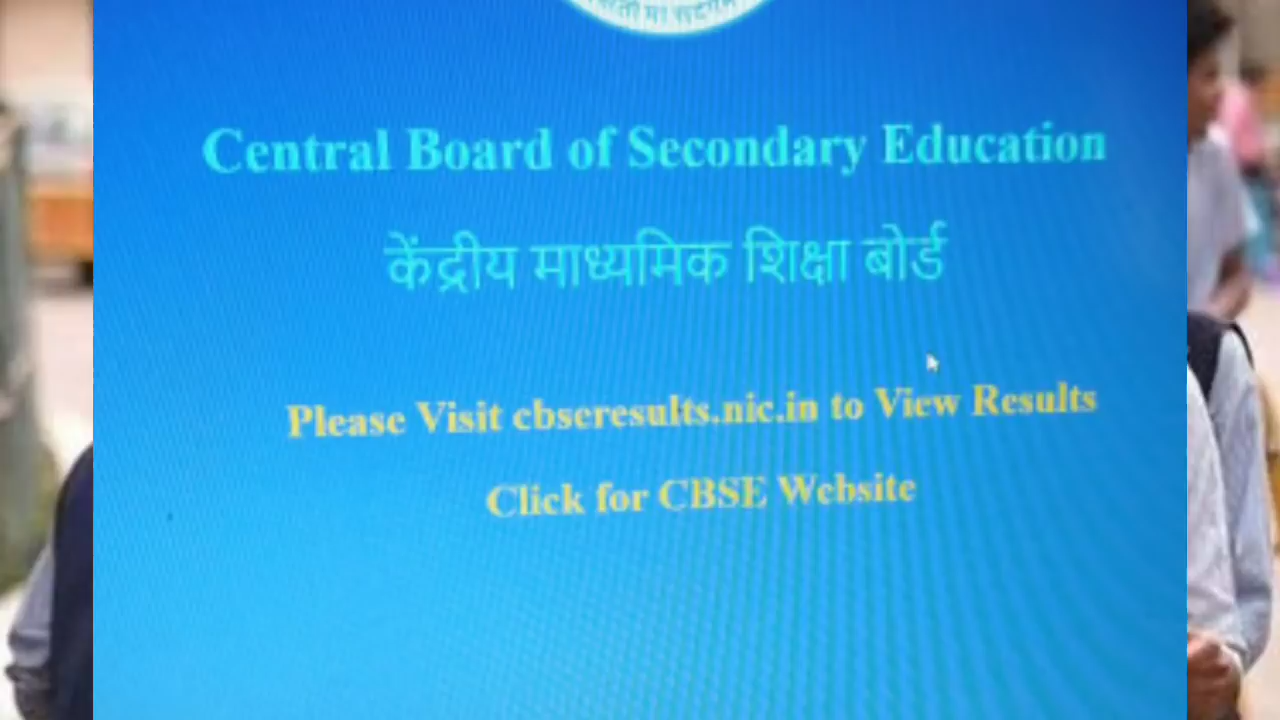 Central Board of Secondary Education
केंद्रीय माध्यमिक शिक्षा बोर्ड
Please Visit cbseresults.nic.in to View Results
Click for CBSE Website